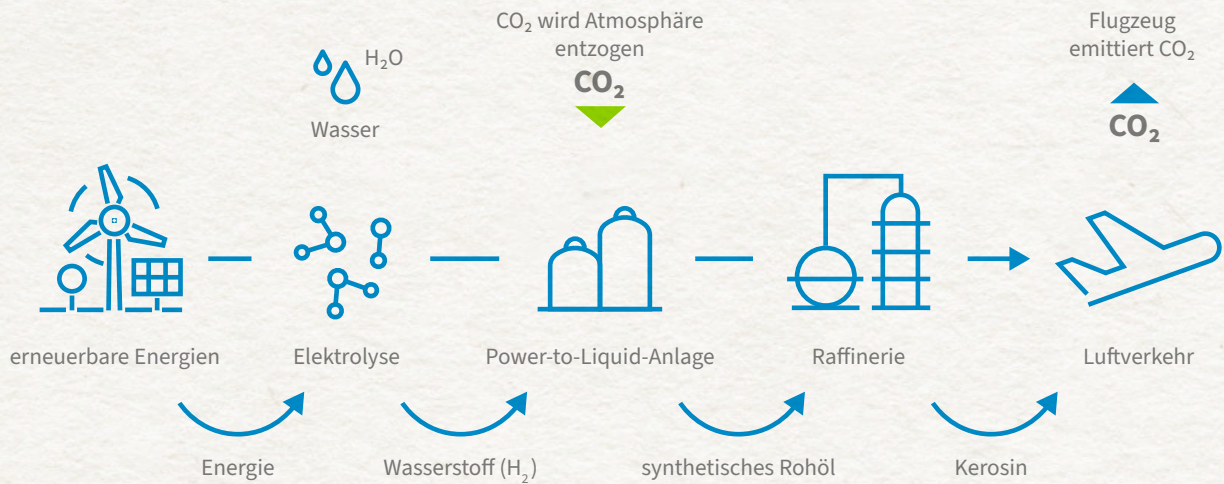 CO₂ wird Atmosphäre
entzogen
CO₂
Flugzeug
emittiert CO₂
CO₂
H₂O
Wasser
erneuerbare Energien
Elektrolyse
Power-to-Liquid-Anlage
Raffinerie
Luftverkehr
Energie
Wasserstoff (H₂)
synthetisches Rohöl
Kerosin